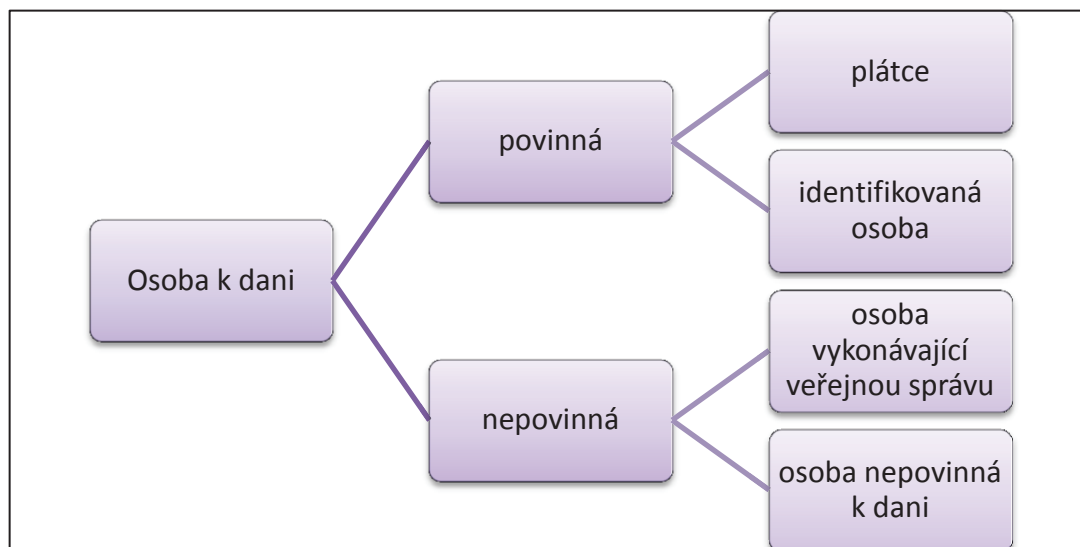 Osoba k dani
povinná
plátce
identifikovaná
osoba
nepovinná
osoba
vykonávající
veřejnou správu
osoba nepovinná
k dani